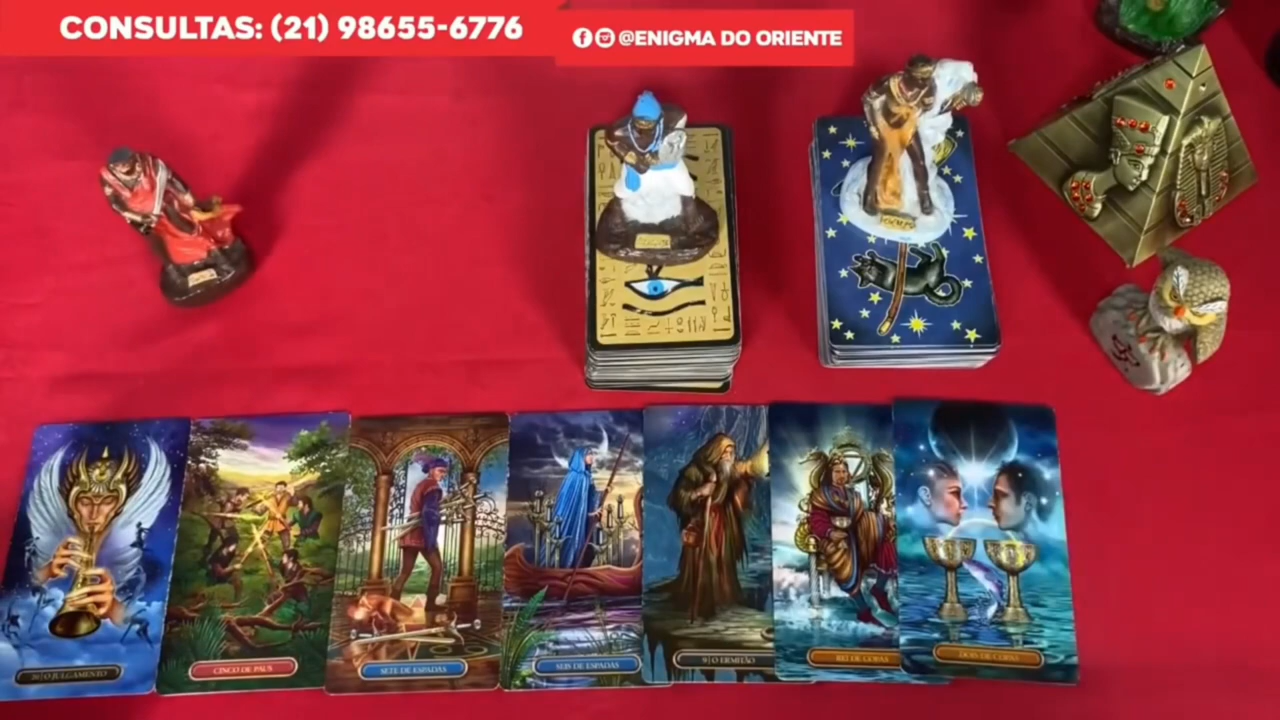 CONSULTAS: (21) 98655-6776
@ENIGMA DO ORIENTE
20 | O JULGAMENTO
CINCO DE PAUS
SETE DE ESPADAS
SEIS DE ESPADAS
9 | O ERMITÃO
REI DE COPAS
DOIS DE COPAS